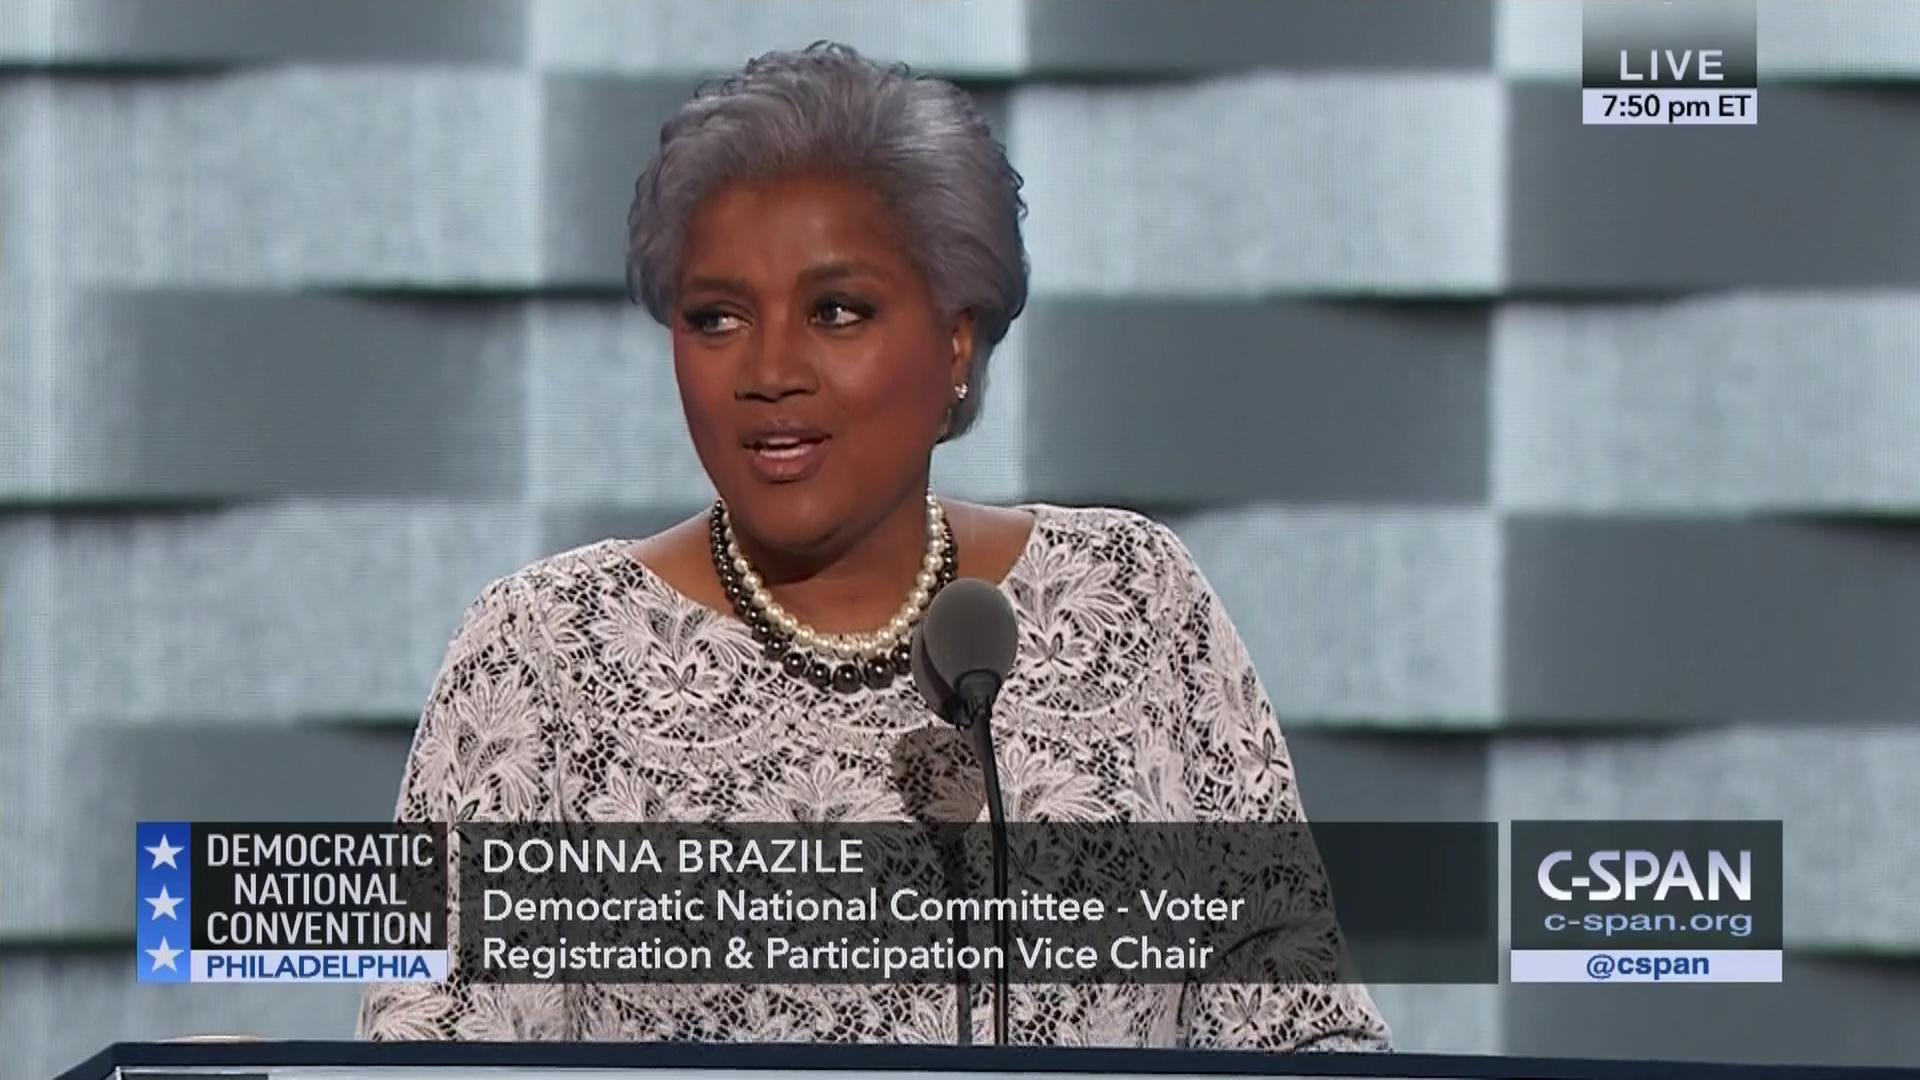 LIVE
7:50 pm ET
DEMOCRATIC
NATIONAL
CONVENTION
PHILADELPHIA
DONNA BRAZILE
Democratic National Committee - Voter
Registration & Participation Vice Chair
C-SPAN
c-span.org
@cspan